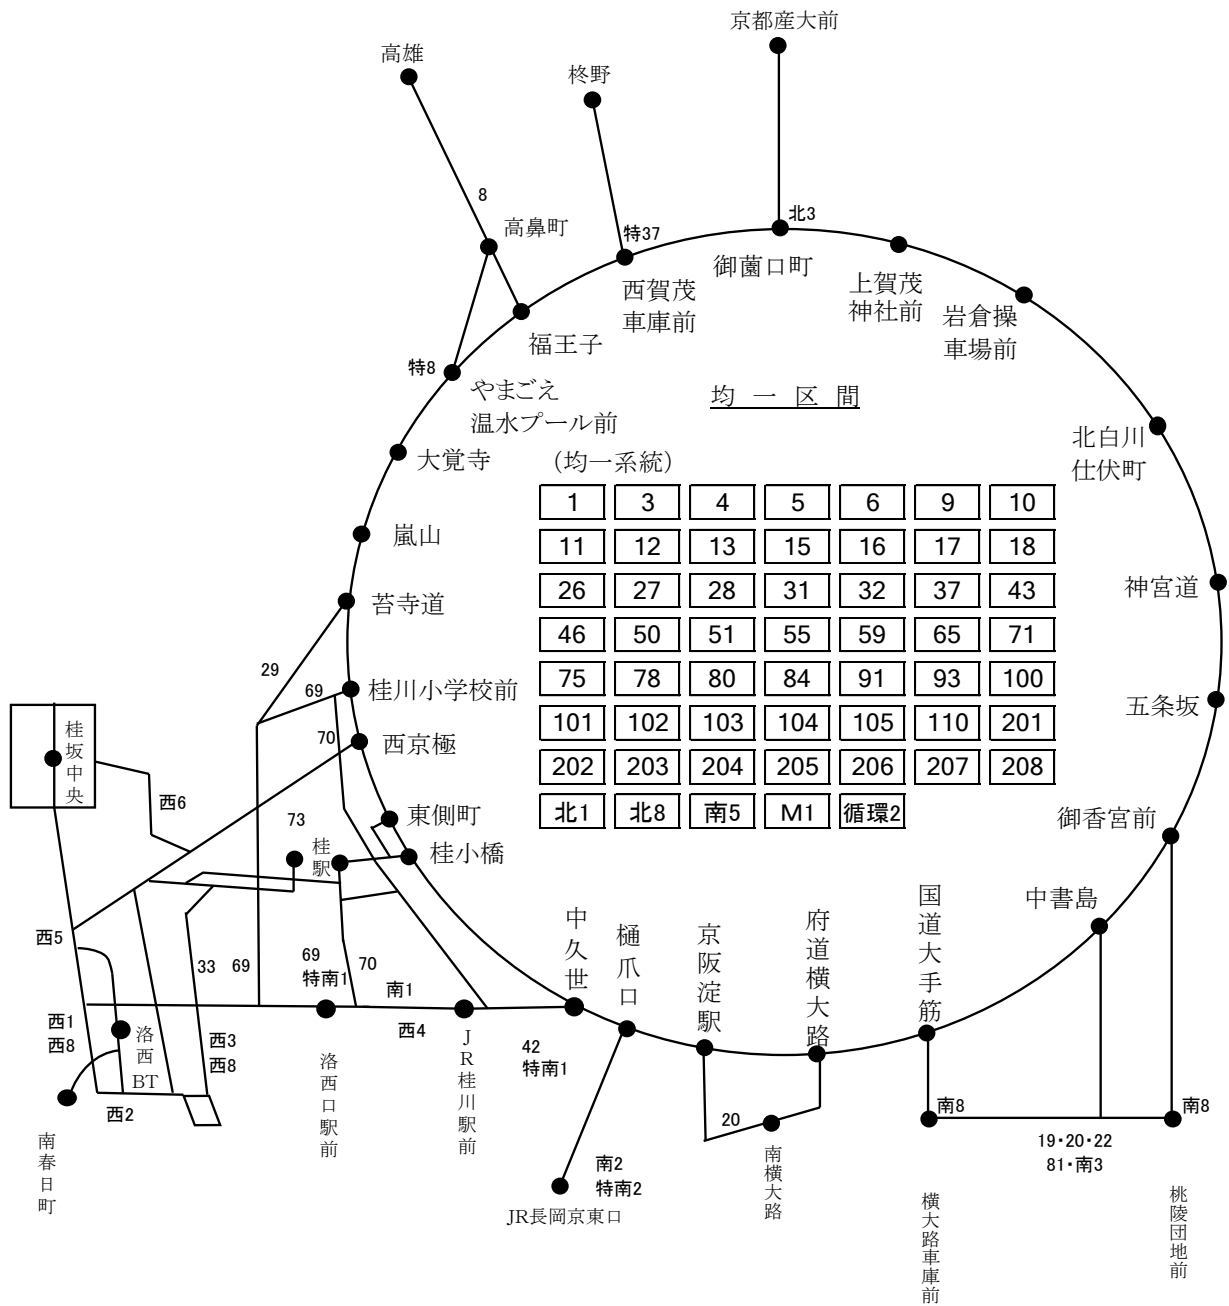 京都産大前
高雄
柊野
8
高鼻町
特37
北3
御薗口町
西賀茂
車庫前
上賀茂
神社前
岩倉操
車場前
福王子
特8
やまごえ
温水プール前
均一区間
北白川
仕伏町
大覚寺
(均一系統)
1 3 4 5 6 9 10
11 12 13 15 16 17 18
26 27 28 31 32 37 43
46 50 51 55 59 65 71
75 78 80 84 91 93 100
101 102 103 104 105 110 201
202 203 204 205 206 207 208
北1 北8 南5 M1 循環2
嵐山
神宮道
苔寺道
29
69
桂川小学校前
五条坂
70
西京極
桂坂中央
西6
73
東側町
御香宮前
桂駅
桂小橋
中書島
中久世
樋爪口
京阪淀駅
府道横大路
国道大手筋
西5
33
69
69
特南1
70
南1
西4
西1
西8
洛西
BT
西3
西8
西2
42
特南1
洛西口駅前
JR桂川駅前
南春日町
20
南横大路
南8
南8
19・20・22
81・南3
南2
特南2
JR長岡京東口
横大路車庫前
桃陵団地前